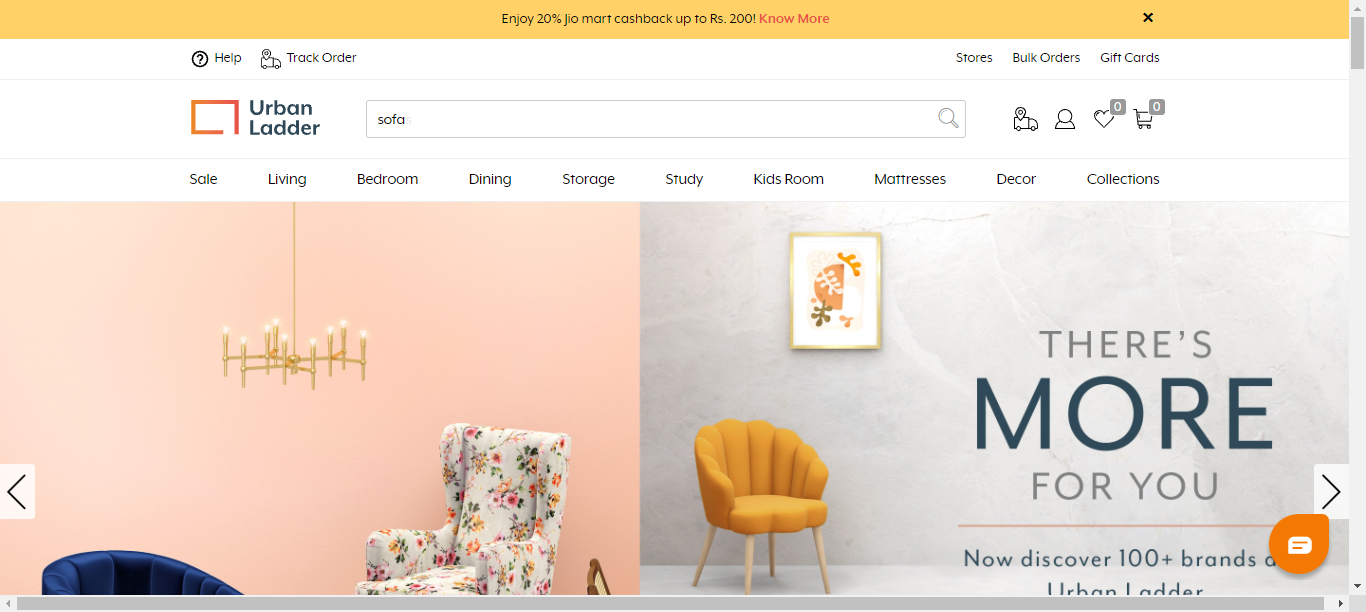 Enjoy 20% Jio mart cashback up to Rs. 200! Know More
Help Track Order Stores Bulk Orders Gift Cards
Urban
Ladder
sofas
0 0
Sale Living Bedroom Dining Storage Study Kids Room Mattresses Decor Collections
THERE'S
MORE
FOR YOU
Now discover 100+ brands
Urban Ladder